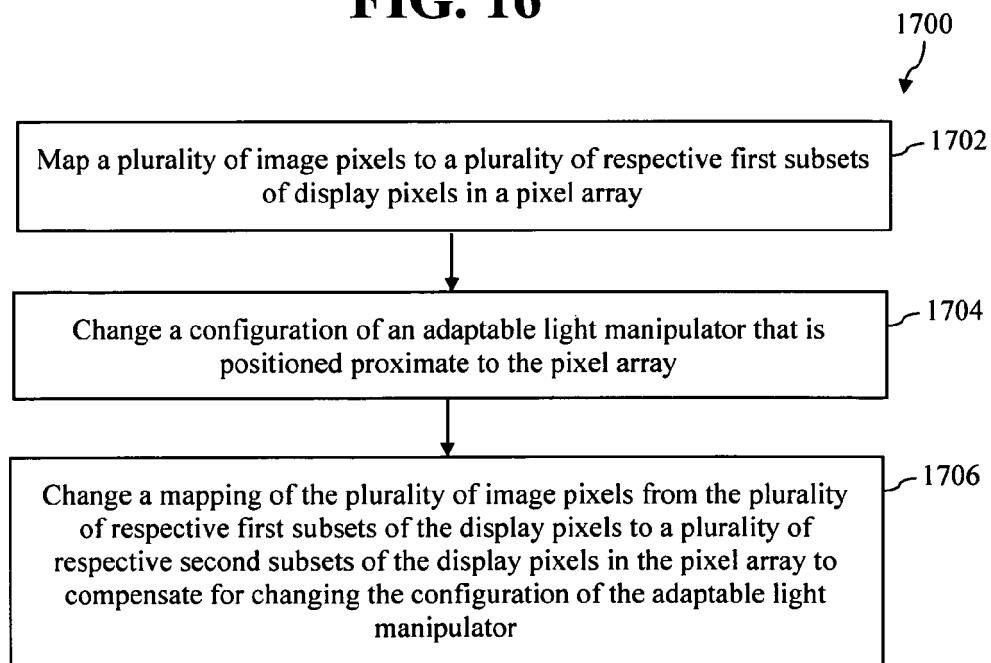 FIG. 16
1700
1702
Map a plurality of image pixels to a plurality of respective first subsets
of display pixels in a pixel array
1704
Change a configuration of an adaptable light manipulator that is
positioned proximate to the pixel array
1706
Change a mapping of the plurality of image pixels from the plurality
of respective first subsets of the display pixels to a plurality of
respective second subsets of the display pixels in the pixel array to
compensate for changing the configuration of the adaptable light
manipulator